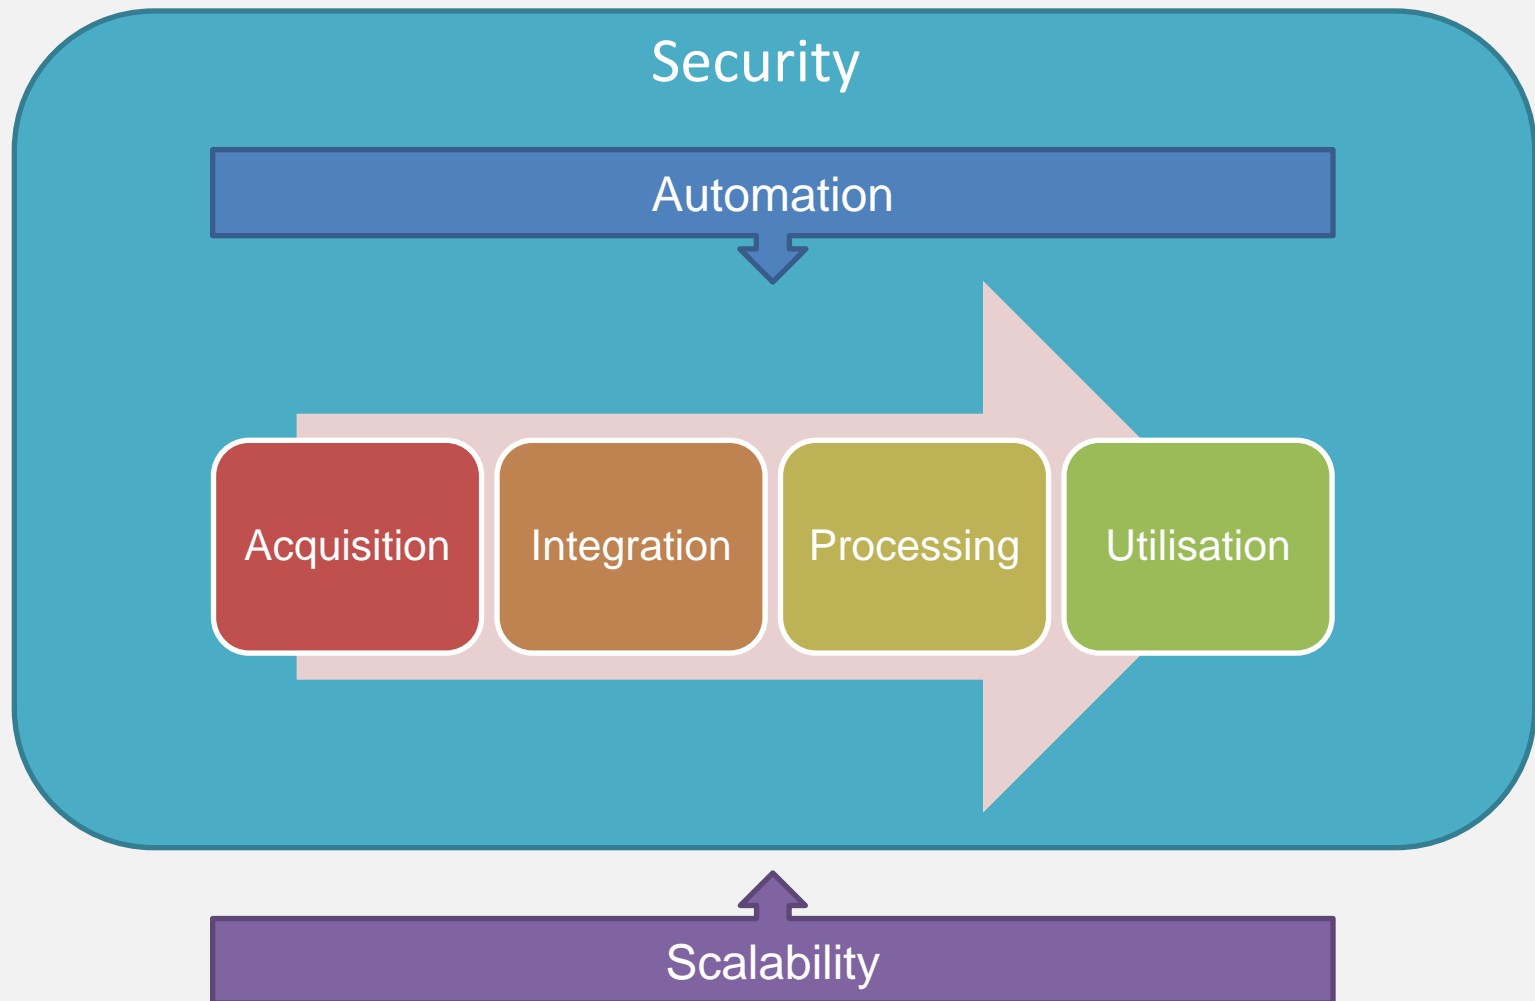 Security
Automation
Acquisition
Integration
Processing
Utilisation
Scalability